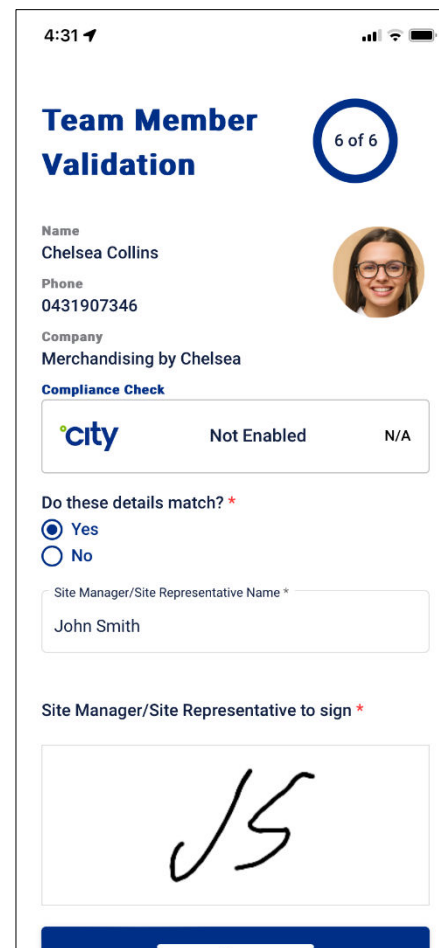 4:31
Team Member
Validation
6 of 6
Name
Chelsea Collins
Phone
0431907346
Company
Merchandising by Chelsea
Compliance Check
city
Not Enabled
N/A
Do these details match? *
Yes
No
Site Manager/Site Representative Name *
John Smith
Site Manager/Site Representative to sign *
JS